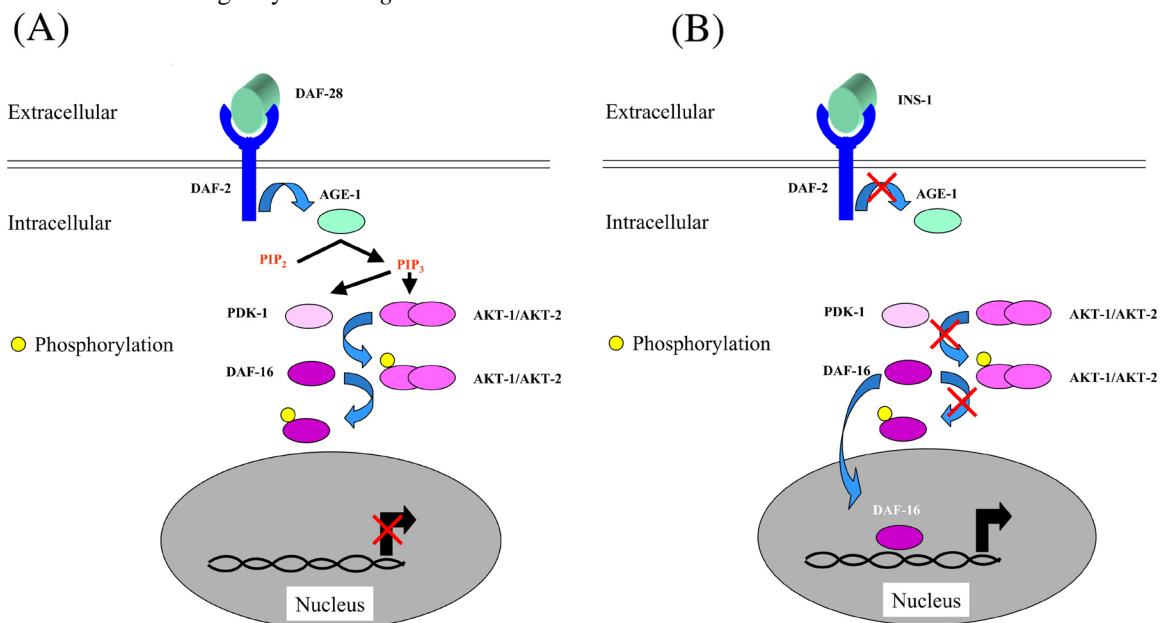 (A)
(B)
DAF-28
INS-1
Extracellular
Extracellular
DAF-2
AGE-1
DAF-2
AGE-1
Intracellular
Intracellular
PIP2
PIP3
PDK-1
AKT-1/AKT-2
PDK-1
AKT-1/AKT-2
Phosphorylation
Phosphorylation
DAF-16
AKT-1/AKT-2
DAF-16
AKT-1/AKT-2
DAF-16
Nucleus
Nucleus